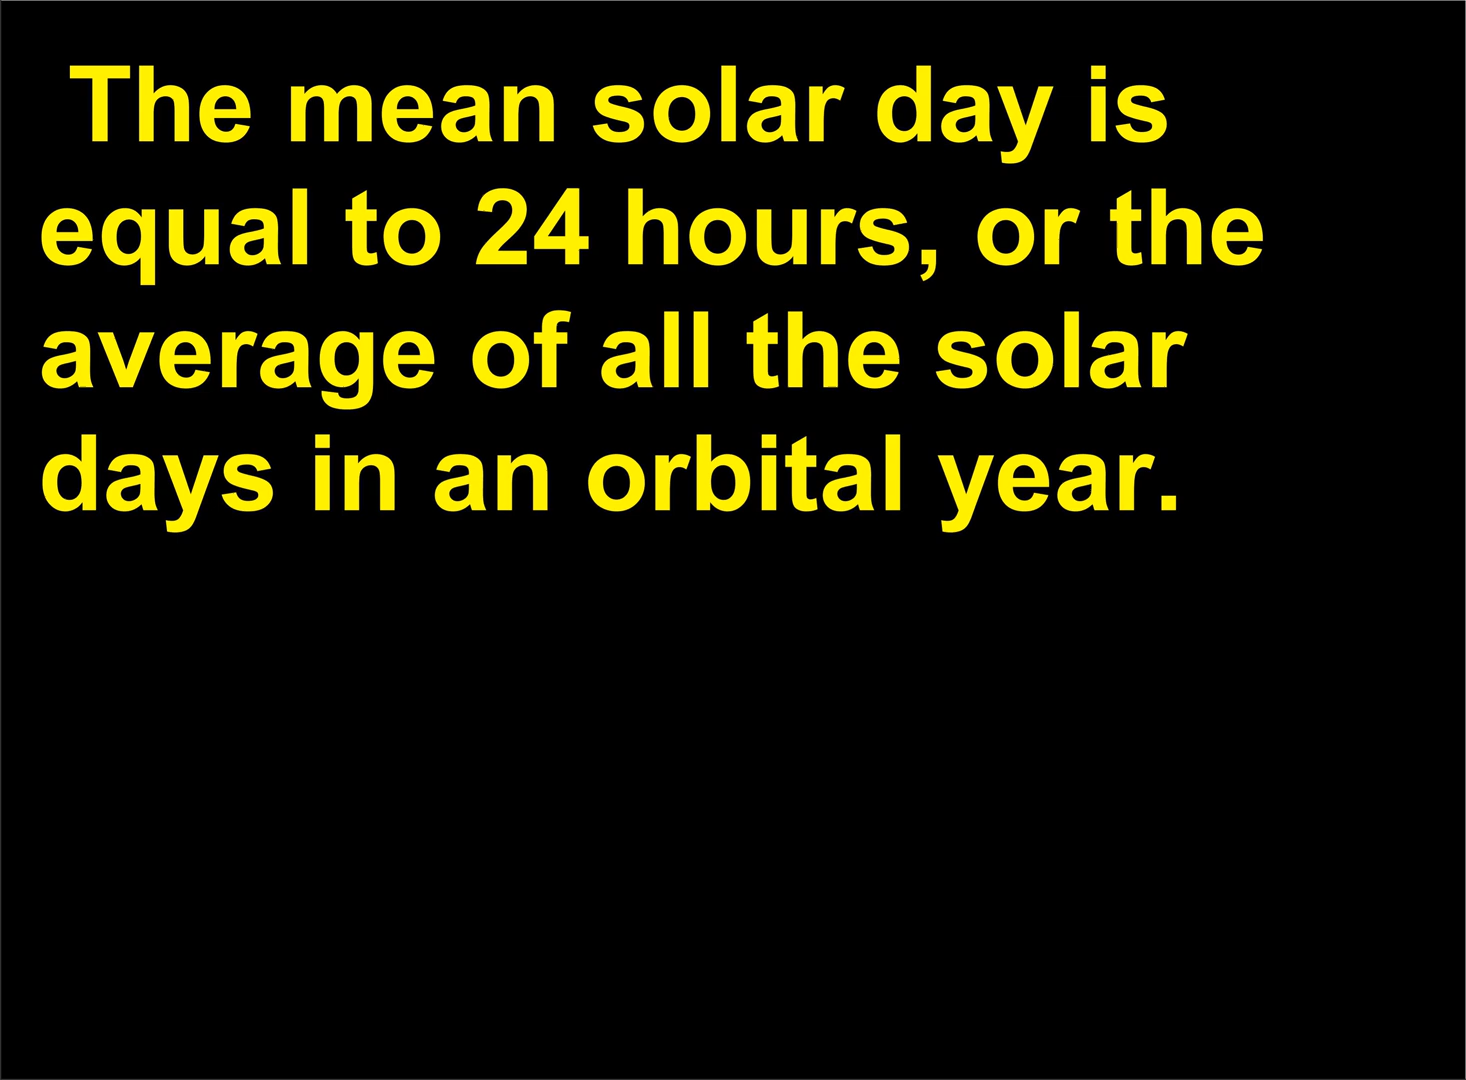 The mean solar day is
equal to 24 hours, or the
average of all the solar
days in an orbital year.